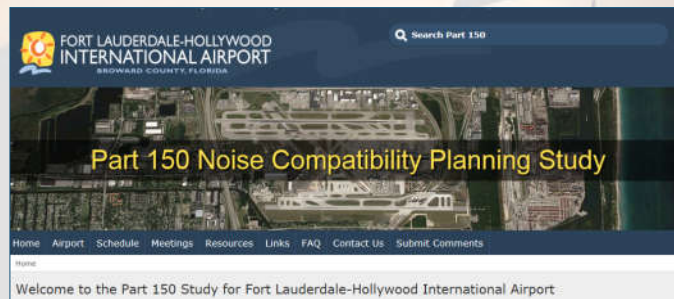 FORT LAUDERDALE-HOLLYWOOD
INTERNATIONAL AIRPORT
BROWARD COUNTY, FLORIDA
Search Part 150
Part 150 Noise Compatibility Planning Study
Home Airport Schedule Meetings Resources Links FAQ Contact Us Submit Comments
Home
Welcome to the Part 150 Study for Fort Lauderdale-Hollywood International Airport